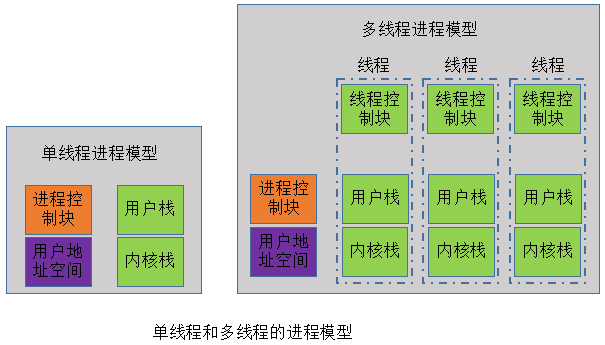 多线程进程模型
线程 线程 线程
线程控
制块
线程控
制块
线程控
制块
单线程进程模型
进程控
制块
用户栈
用户地
址空间
内核栈
进程控
制块
用户栈 用户栈 用户栈
用户地
址空间
内核栈 内核栈 内核栈
单线程和多线程的进程模型